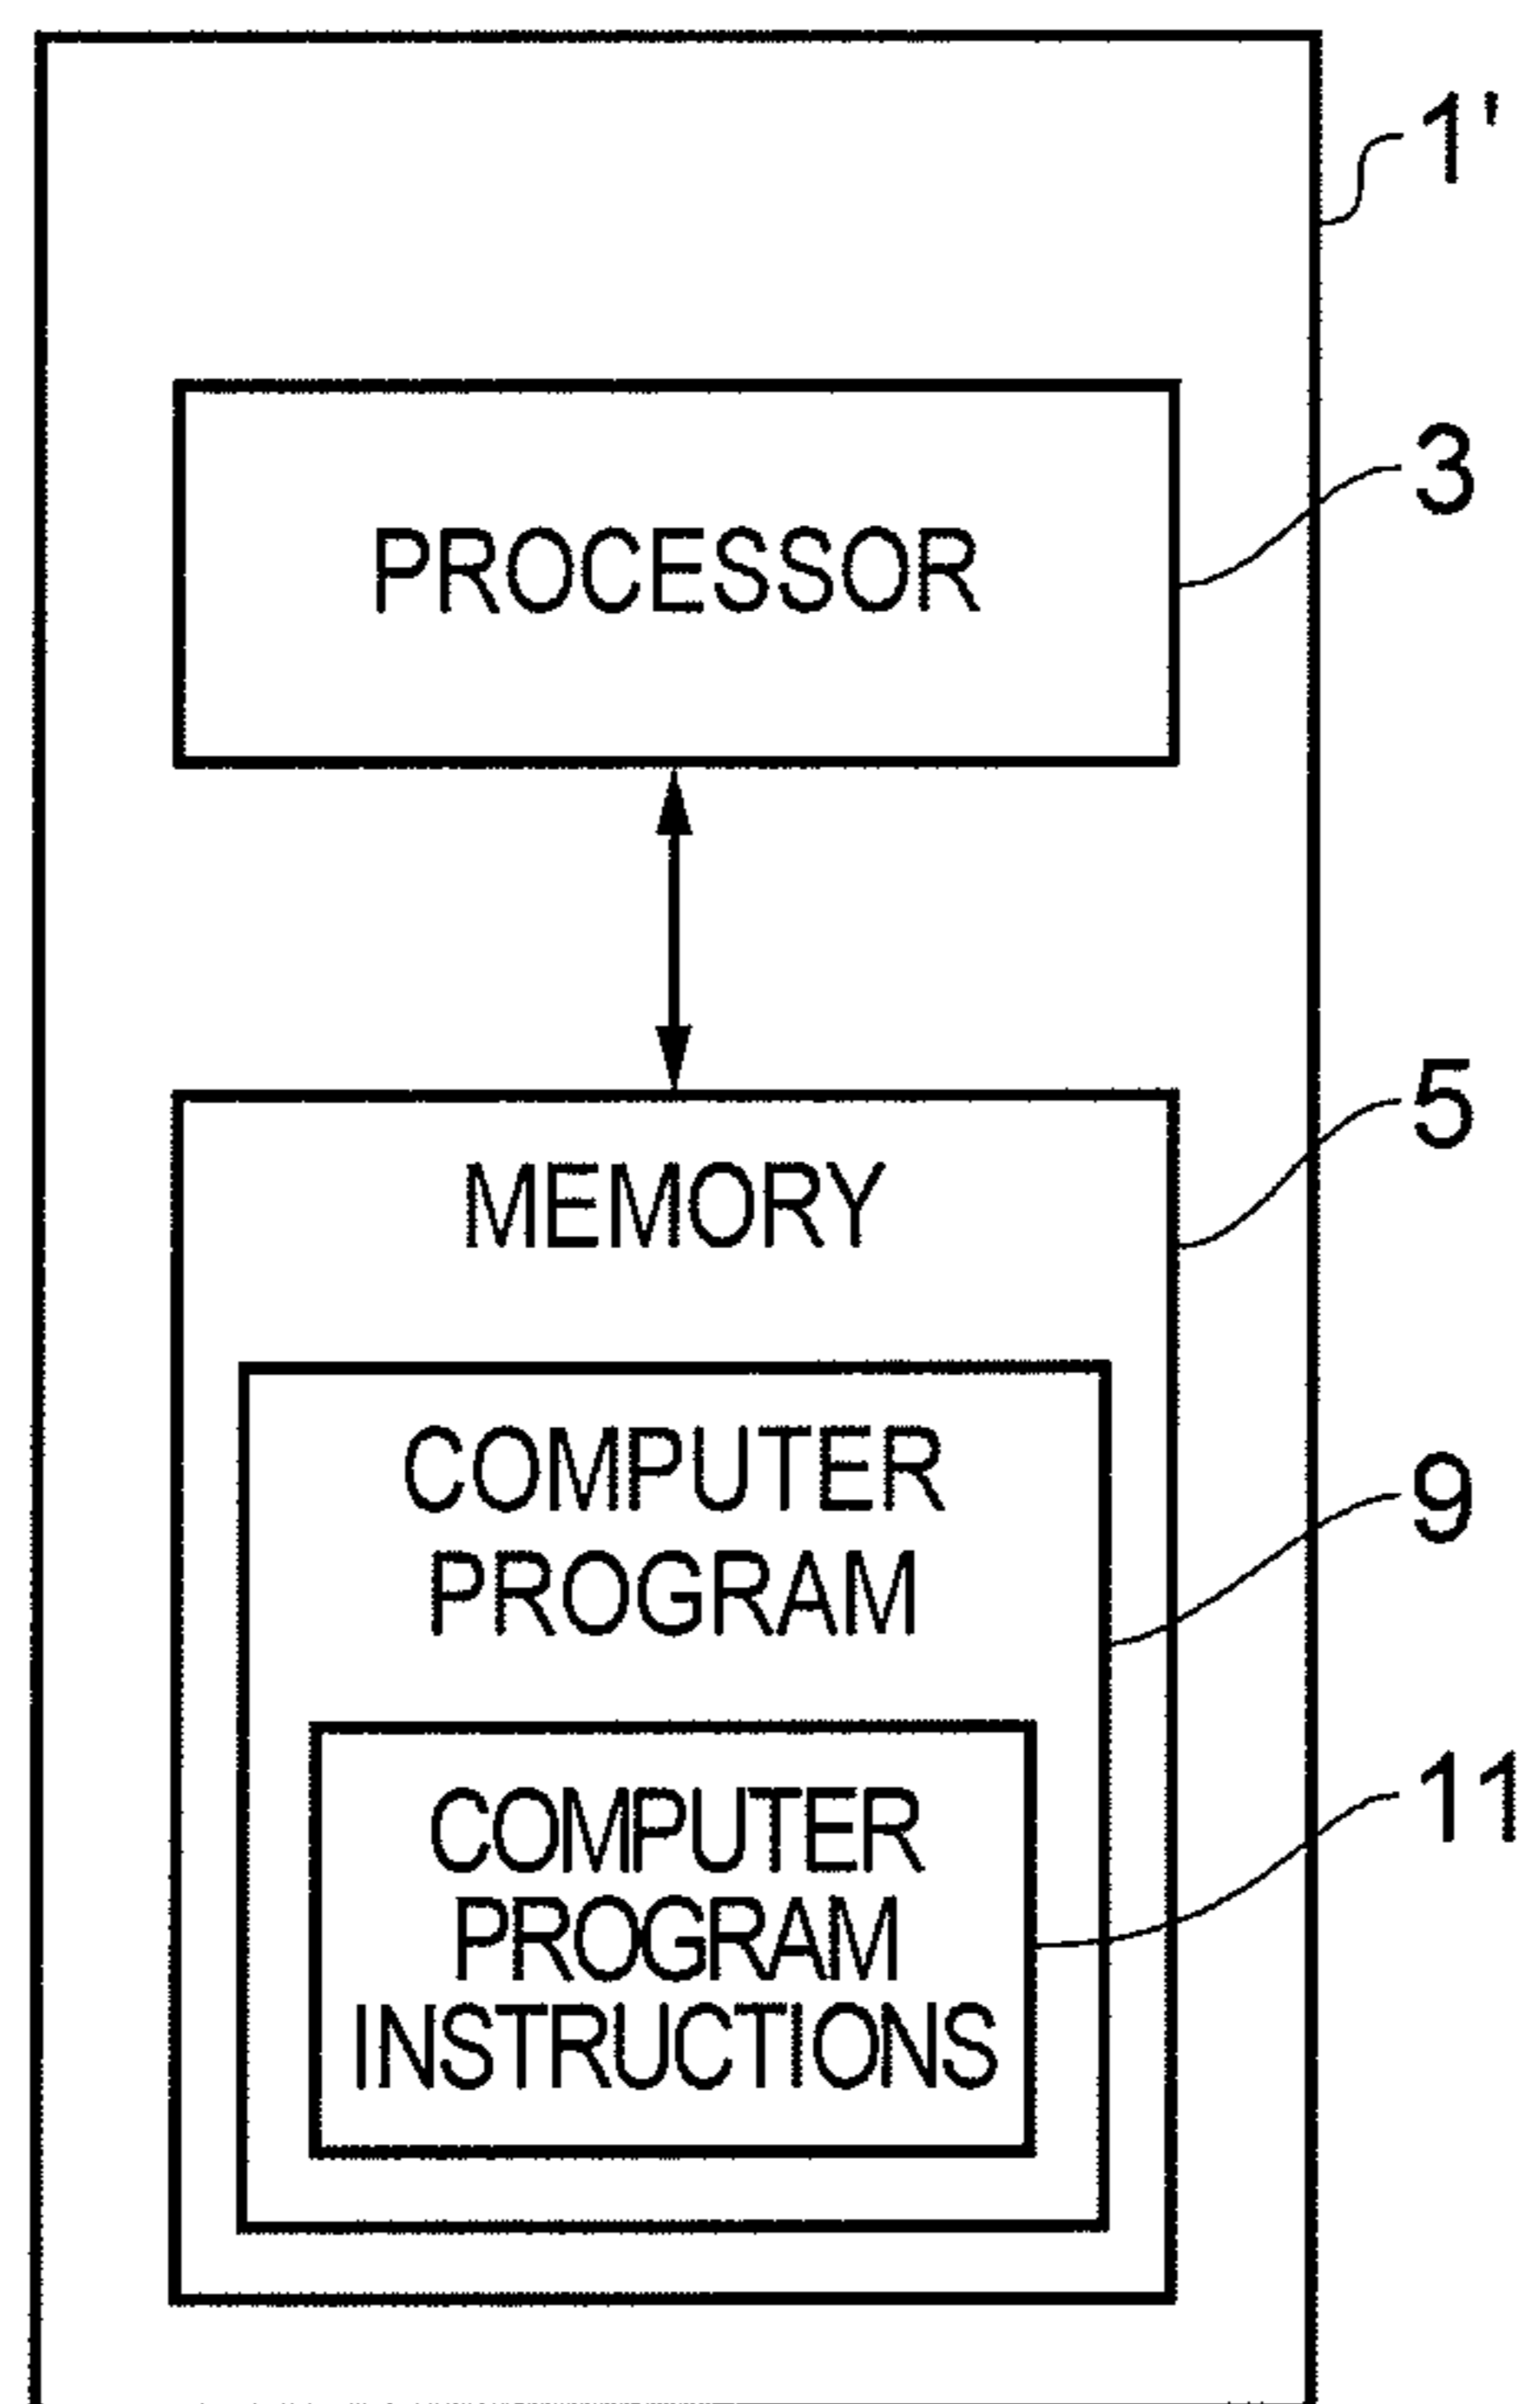 1'
PROCESSOR
3
MEMORY
5
COMPUTER
PROGRAM
9
COMPUTER
PROGRAM
INSTRUCTIONS
11